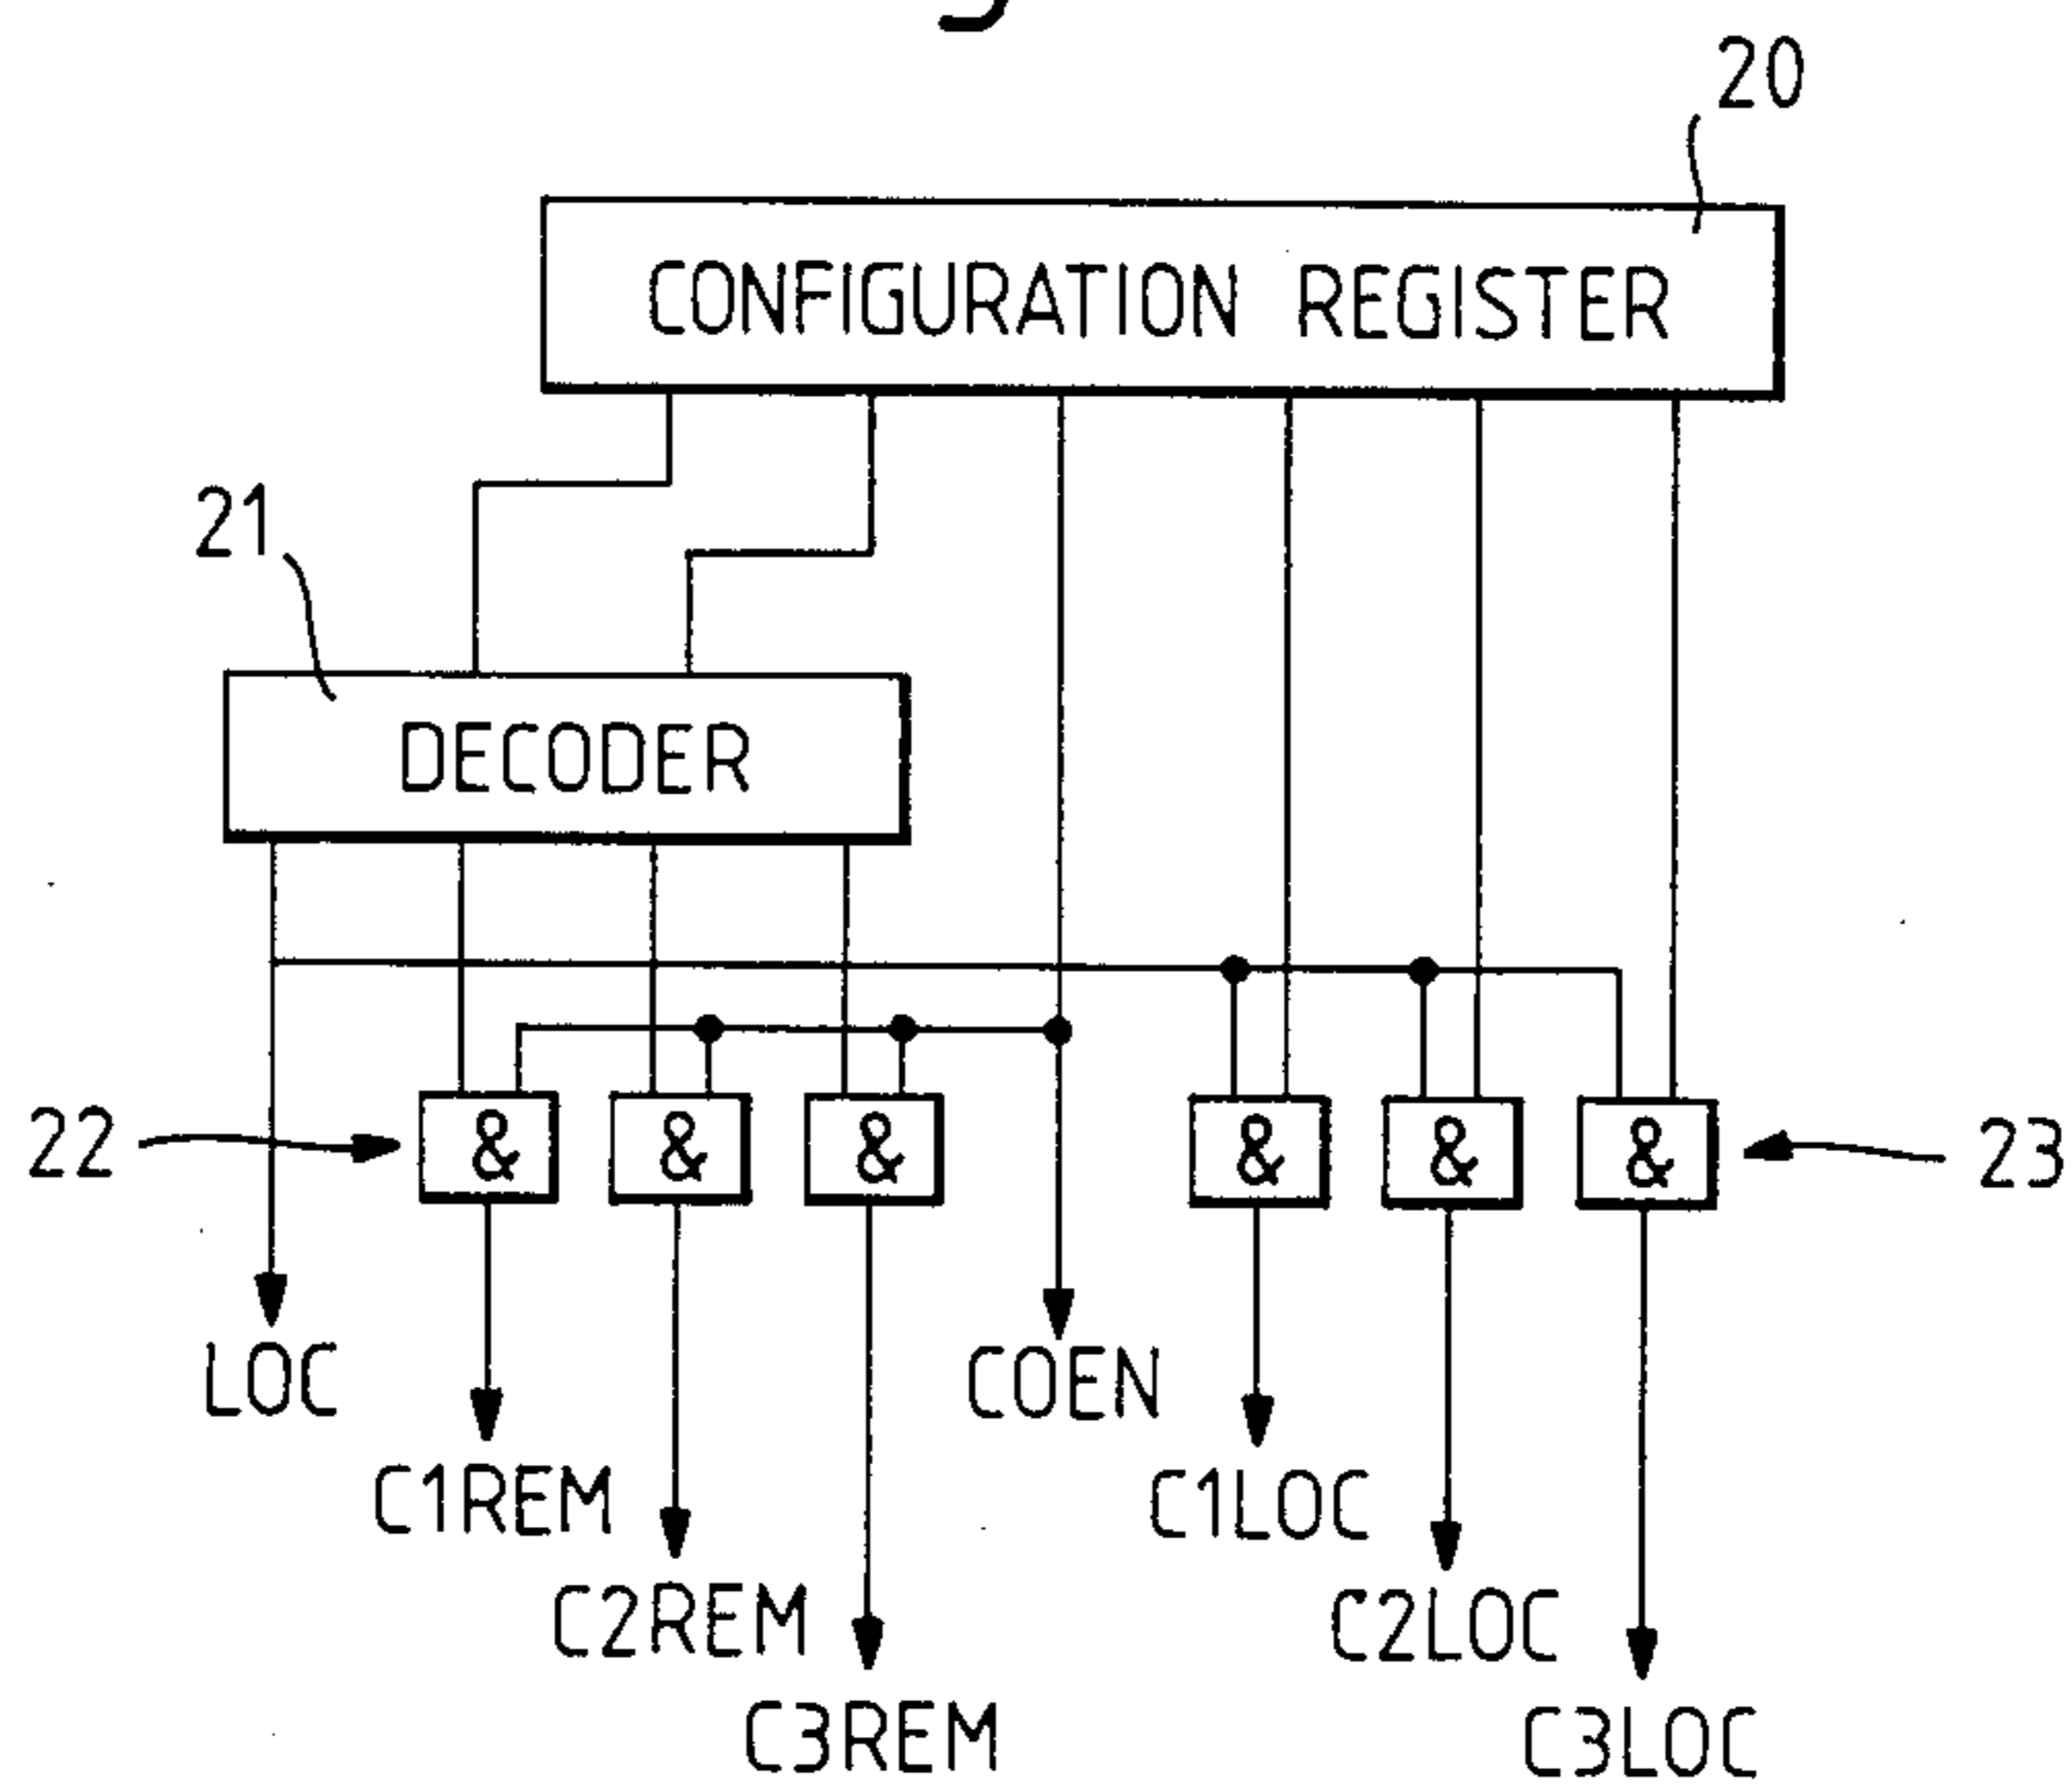 20
CONFIGURATION REGISTER
21
DECODER
22
& & & & & &
23
LOC
COEN
C1REM
C1LOC
C2REM
C2LOC
C3REM
C3LOC